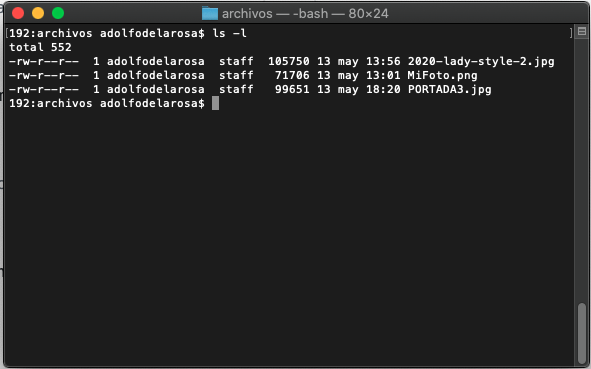 archivos — -bash — 80×24
[192:archivos adolfodelarosa$ ls -l ]
total 552
-rw-r--r--  1 adolfodelarosa  staff  105750 13 may 13:56 2020-lady-style-2.jpg
-rw-r--r--  1 adolfodelarosa  staff   71706 13 may 13:01 MiFoto.png
-rw-r--r--  1 adolfodelarosa  staff   99651 13 may 18:20 PORTADA3.jpg
192:archivos adolfodelarosa$